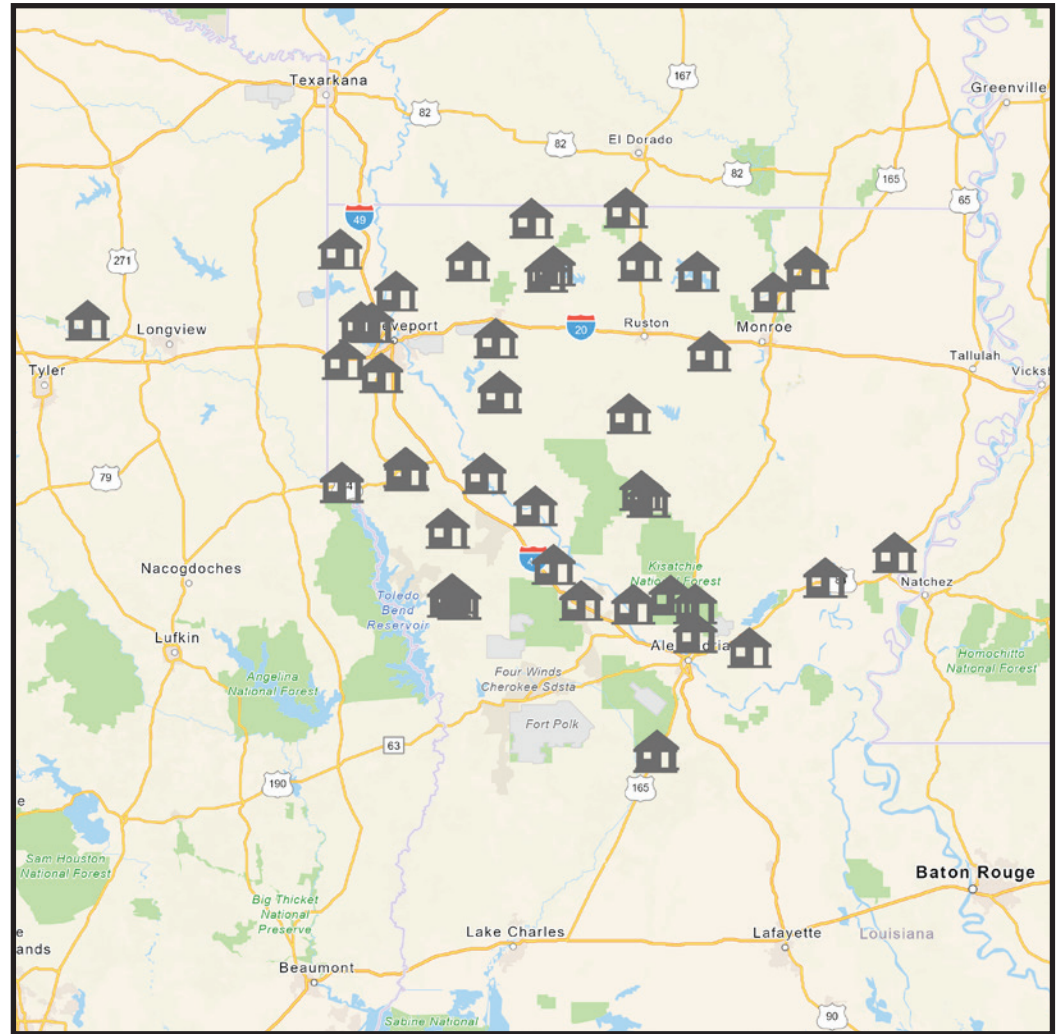 167
Texarkana
Greenville
82
82
El Dorado
82
165
65
49
271
Longview
20
Ruston
Monroe
Tyler
Tallulah
79
Nacogdoches
Kisatchie
National Forest
Natchez
Toledo
Bend
Reservoir
Lufkin
Homochitto
National Forest
Angelina
National Forest
Four Winds
Cherokee Sdsta
Fort Polk
63
190
165
Sam Houston
National Forest
Baton Rouge
Big Thicket
National
Preserve
Lake Charles
Lafayette
Louisiana
ands
Beaumont
90
Sabine National